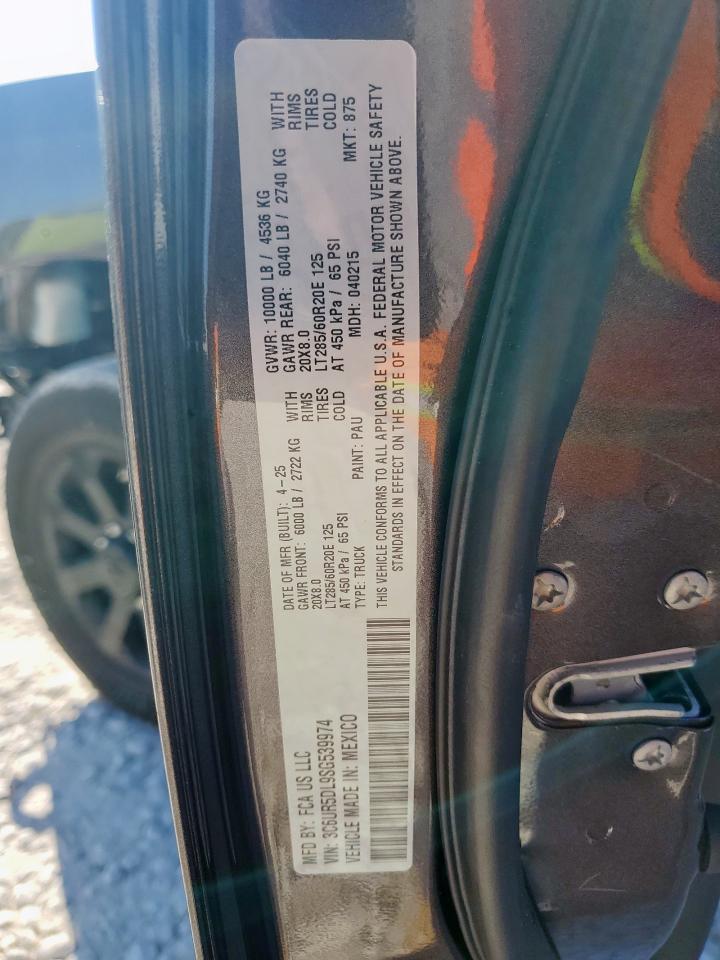 MFD BY: FCA US LLC
DATE OF MFR (BUILT): 4-25
GVWR: 10000 LB / 4536 KG
GAWR FRONT: 6000 LB / 2722 KG WITH
GAWR REAR: 6040 LB / 2740 KG WITH
20X8.0 RIMS
20X8.0 RIMS
LT285/60R20E 125 TIRES
LT285/60R20E 125 TIRES
AT 450 kPa / 65 PSI COLD
AT 450 kPa / 65 PSI COLD
VIN: 3C6UR5DL9SG539974
TYPE: TRUCK PAINT: PAU MDH: 040215 MKT: 875
VEHICLE MADE IN: MEXICO
THIS VEHICLE CONFORMS TO ALL APPLICABLE U.S.A. FEDERAL MOTOR VEHICLE SAFETY
STANDARDS IN EFFECT ON THE DATE OF MANUFACTURE SHOWN ABOVE.